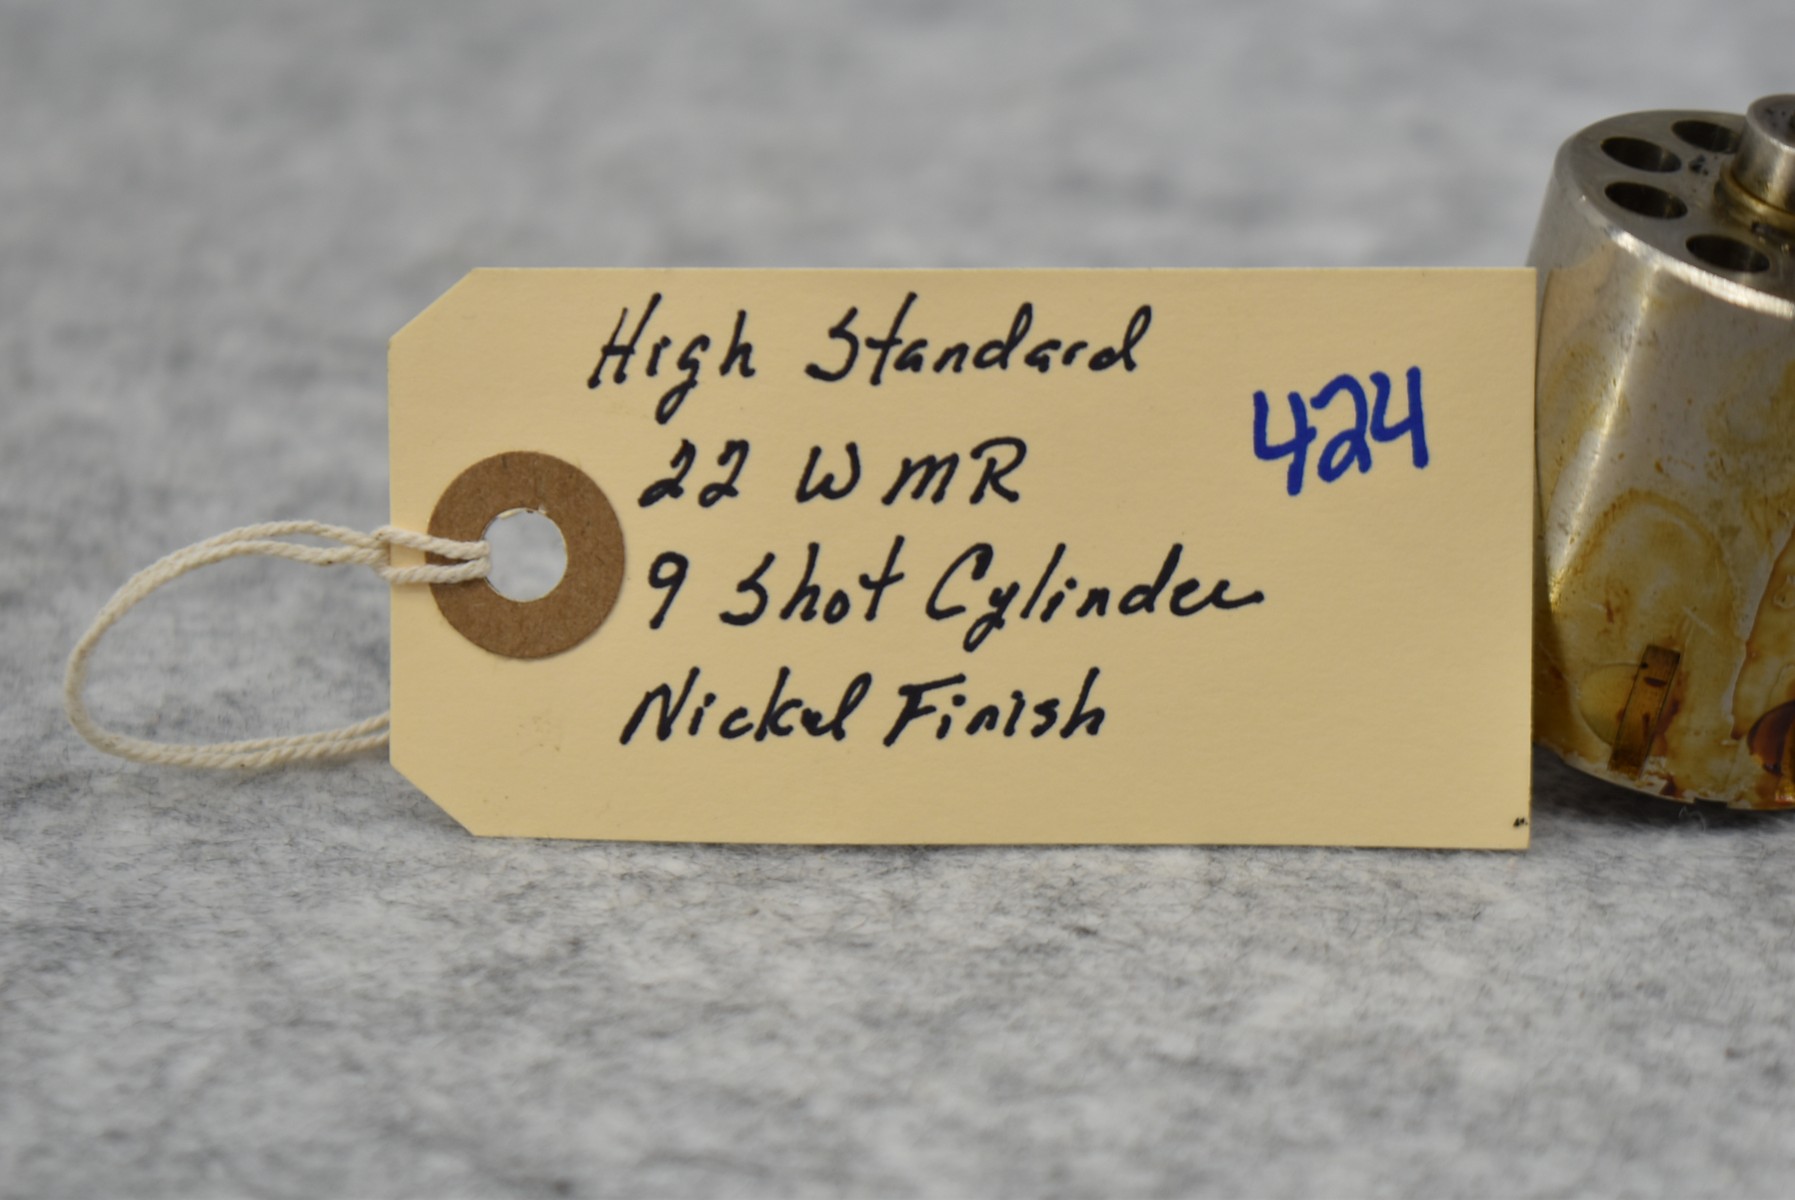 High Standard
424
22 WMR
9 Shot Cylinder
Nickel Finish